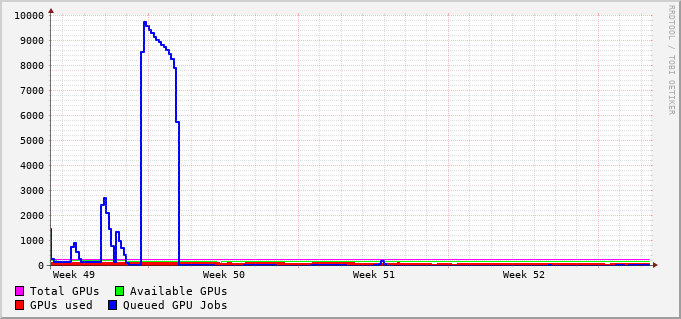 10000
9000
8000
7000
6000
5000
4000
3000
2000
1000
0
Week 49 Week 50 Week 51 Week 52
Total GPUs Available GPUs
GPUs used Queued GPU Jobs
RRDTOOL / TOBI OETIKER